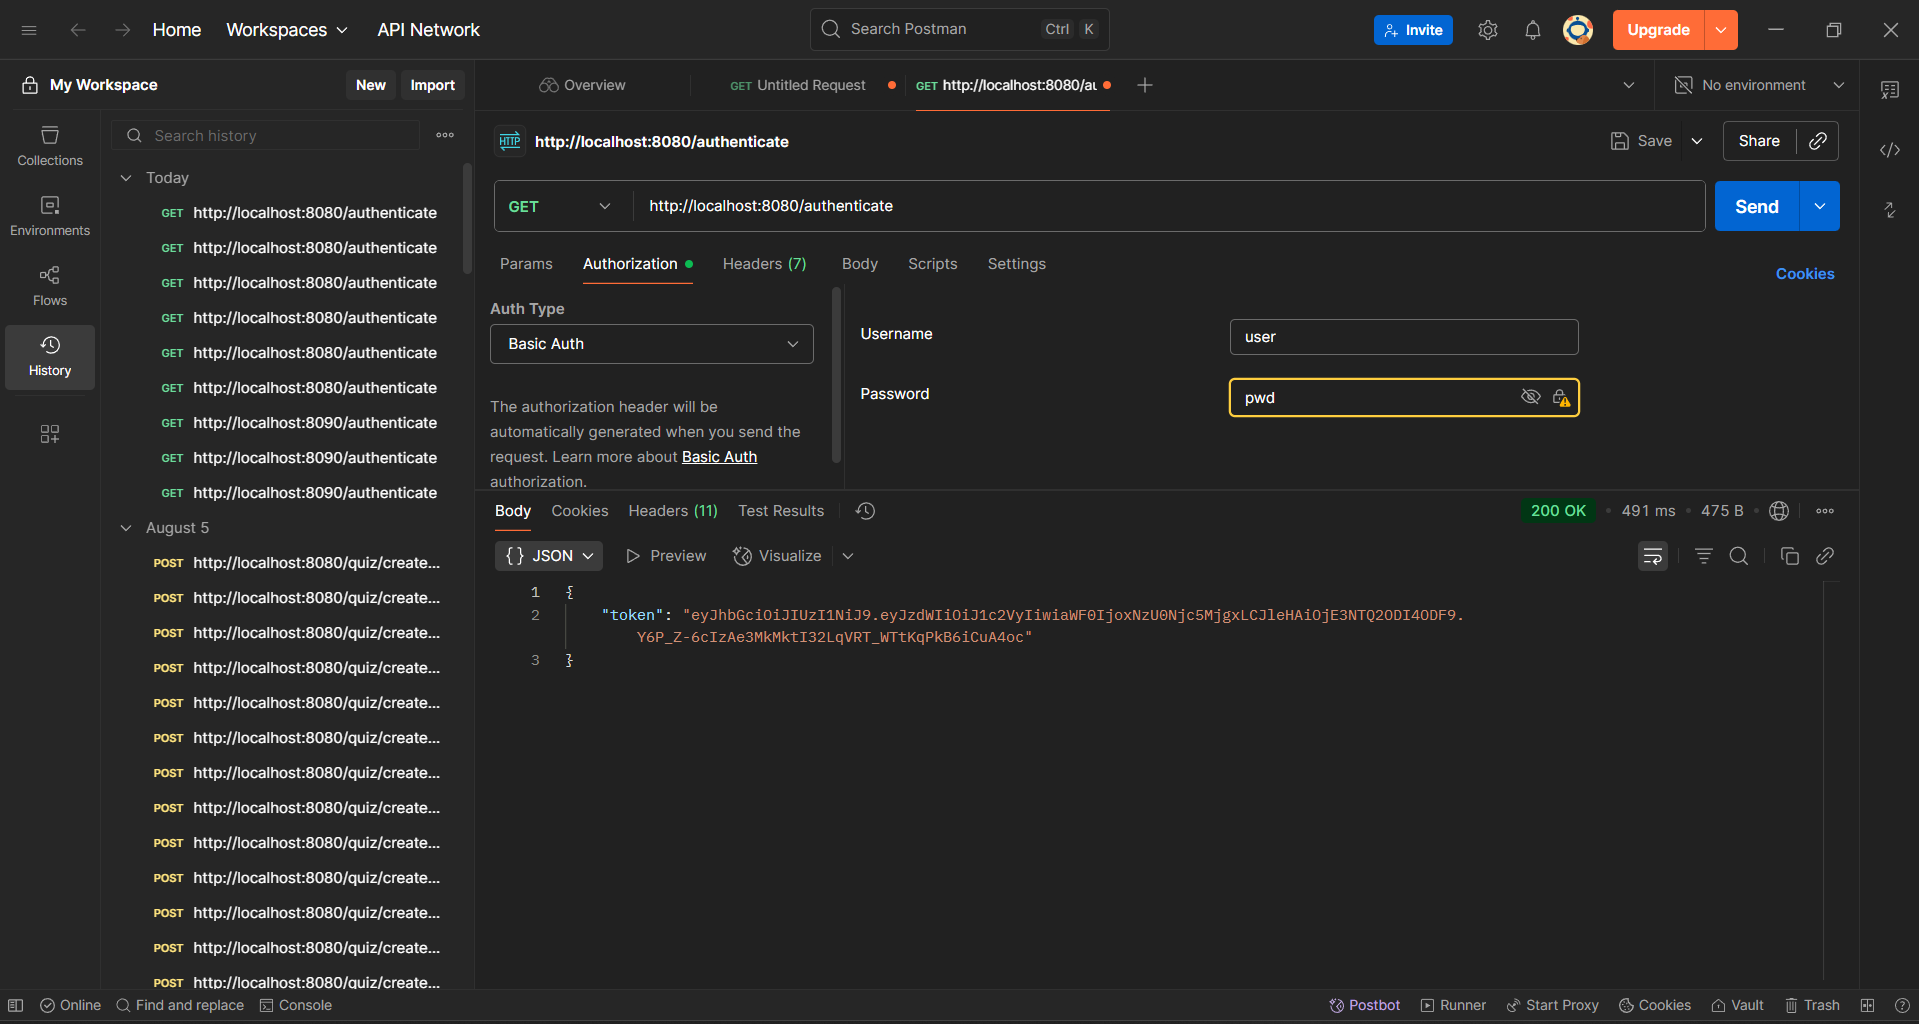 Home
Workspaces
API Network
Search Postman
Ctrl K
Invite
Upgrade
My Workspace
New
Import
Overview
GET Untitled Request
GET http://localhost:8080/au
No environment
Collections
Environments
Flows
History
Search history
Today
GET http://localhost:8080/authenticate
GET http://localhost:8080/authenticate
GET http://localhost:8080/authenticate
GET http://localhost:8080/authenticate
GET http://localhost:8080/authenticate
GET http://localhost:8080/authenticate
GET http://localhost:8090/authenticate
GET http://localhost:8090/authenticate
GET http://localhost:8090/authenticate
August 5
POST http://localhost:8080/quiz/create...
POST http://localhost:8080/quiz/create...
POST http://localhost:8080/quiz/create...
POST http://localhost:8080/quiz/create...
POST http://localhost:8080/quiz/create...
POST http://localhost:8080/quiz/create...
POST http://localhost:8080/quiz/create...
POST http://localhost:8080/quiz/create...
POST http://localhost:8080/quiz/create...
POST http://localhost:8080/quiz/create...
POST http://localhost:8080/quiz/create...
POST http://localhost:8080/quiz/create...
POST http://localhost:8080/quiz/create...
HTTP http://localhost:8080/authenticate
Save
Share
GET http://localhost:8080/authenticate
Send
Params
Authorization
Headers (7)
Body
Scripts
Settings
Cookies
Auth Type
Basic Auth
The authorization header will be
automatically generated when you send the
request. Learn more about Basic Auth
authorization.
Username
user
Password
pwd
Body
Cookies
Headers (11)
Test Results
200 OK
491 ms
475 B
{} JSON
Preview
Visualize
1 {
2 "token": "eyJhbGciOiJIUzI1NiJ9.eyJzdWIiOiJ1c2VyIiwiaWF0IjoxNzU0Njc5MjgxLCJleHAiOjE3NTQ2ODI4ODF9.
Y6P_Z-6cIzAe3MkMktI32LqVRT_WTtKqPkB6iCuA4oc"
3 }
Online
Find and replace
Console
Postbot
Runner
Start Proxy
Cookies
Vault
Trash